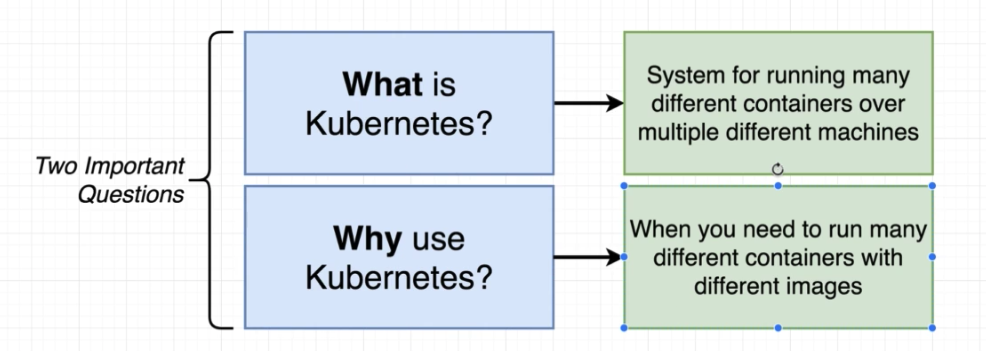 Two Important
Questions
What is
Kubernetes?
System for running many
different containers over
multiple different machines
Why use
Kubernetes?
When you need to run many
different containers with
different images